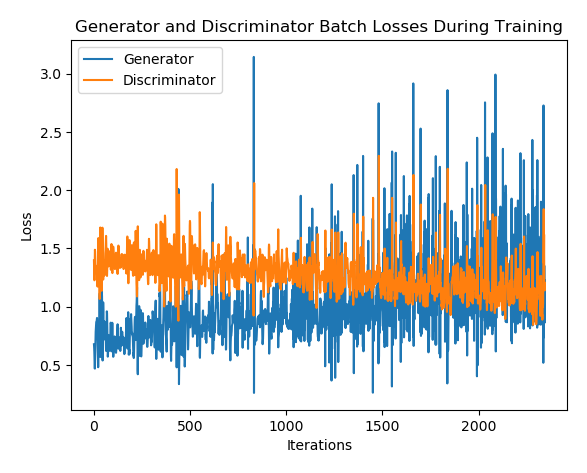 Generator and Discriminator Batch Losses During Training
Generator
Discriminator
3.0
2.5
2.0
1.5
1.0
0.5
Loss
0
500
1000
1500
2000
Iterations